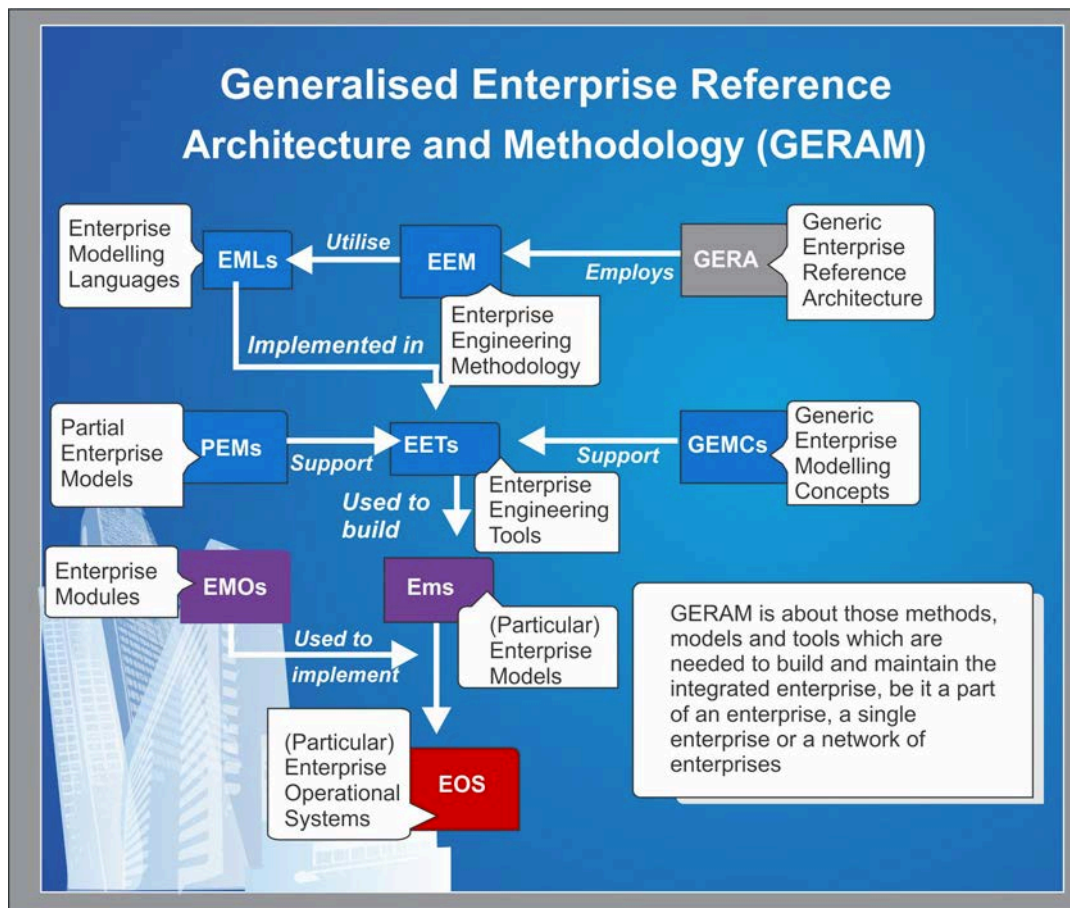 Generalised Enterprise Reference
Architecture and Methodology (GERAM)
Enterprise
Modelling
Languages
EMLs
Utilise
EEM
Employs
GERA
Generic
Enterprise
Reference
Architecture
Implemented in
Enterprise
Engineering
Methodology
Partial
Enterprise
Models
PEMs
Support
EETs
Support
GEMCs
Generic
Enterprise
Modelling
Concepts
Used to
build
Enterprise
Engineering
Tools
Enterprise
Modules
EMOs
Ems
(Particular)
Enterprise
Models
Used to
implement
(Particular)
Enterprise
Operational
Systems
EOS
GERAM is about those methods,
models and tools which are
needed to build and maintain the
integrated enterprise, be it a part
of an enterprise, a single
enterprise or a network of
enterprises